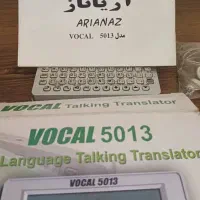 آریاناز
ARIANAZ
مدل VOCAL 5013
VOCAL Talking Translator
VOCAL 5013
Language Talking Translator
VOCAL 5013